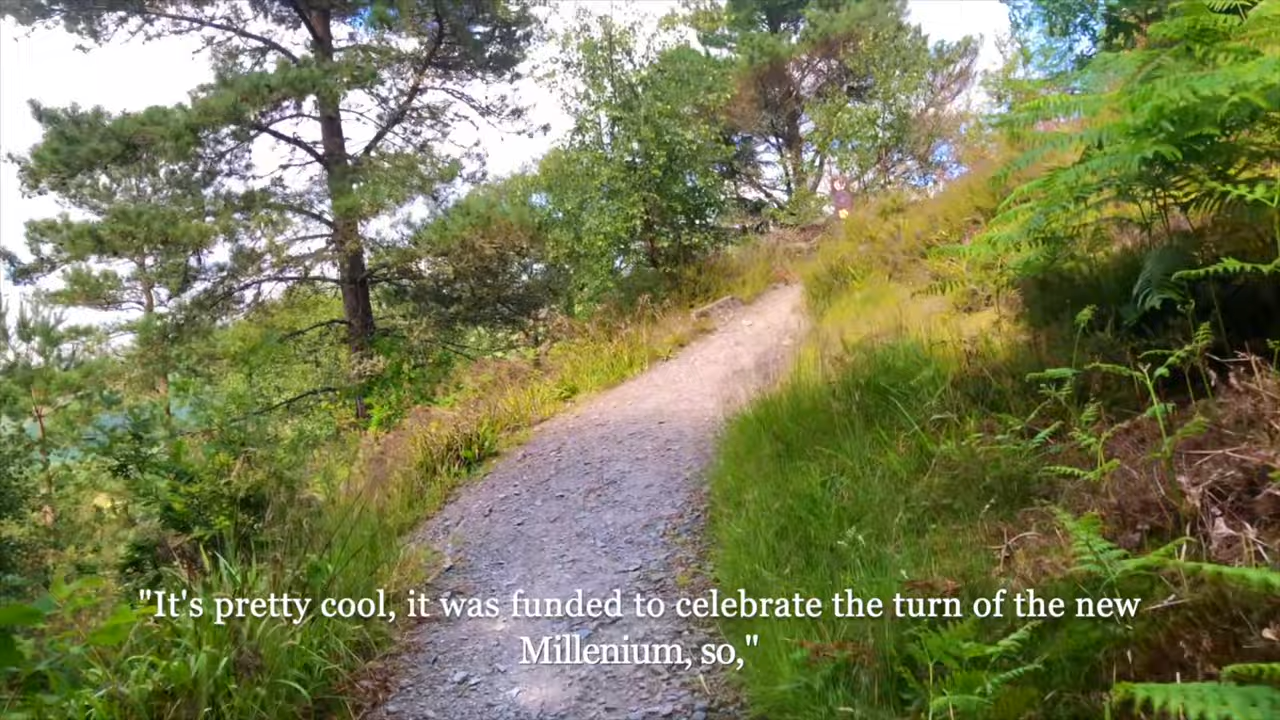 "It's pretty cool, it was funded to celebrate the turn of the new
Millenium, so,"